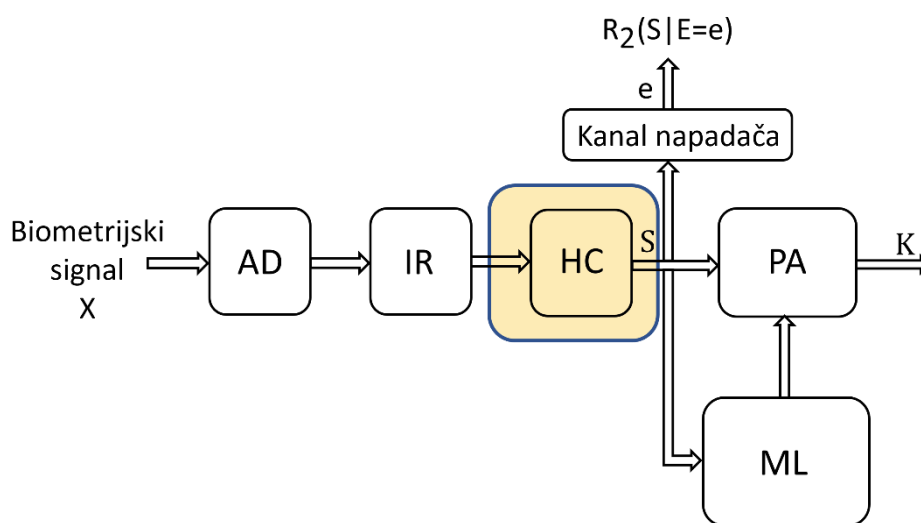 R₂(S|E=e)
e
Kanal napadača
Biometrijski
signal
X
AD
IR
HC
S
PA
K
ML